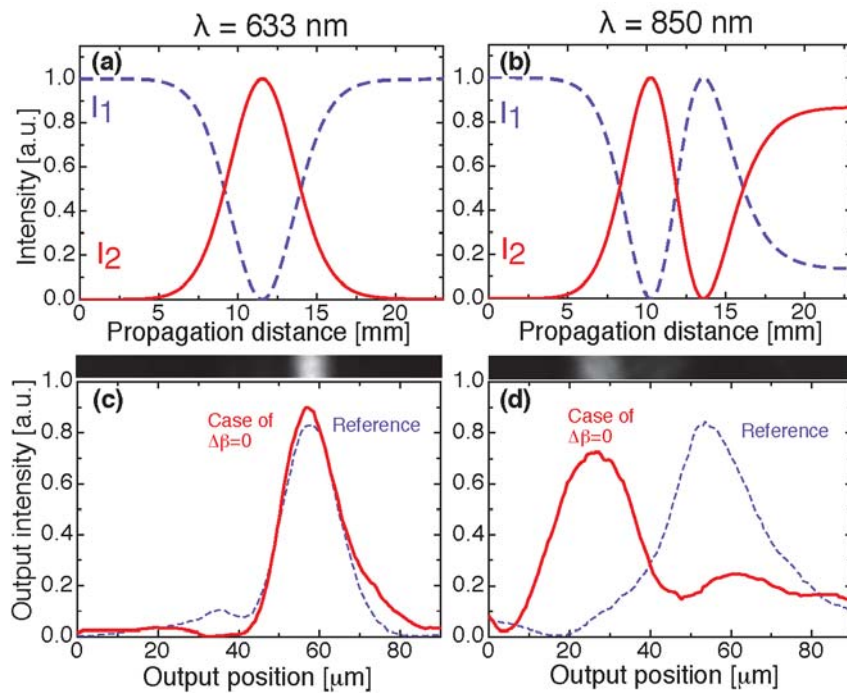 λ = 633 nm
λ = 850 nm
(a)
1.0
0.8
0.6
0.4
0.2
0.0
I1
I2
Intensity [a.u.]
0 5 10 15 20
Propagation distance [mm]
(b)
1.0
0.8
0.6
0.4
0.2
0.0
I1
I2
0 5 10 15 20
Propagation distance [mm]
(c)
1.0
0.8
0.6
0.4
0.2
0.0
Case of
Δβ=0
Reference
Output intensity [a.u.]
0 20 40 60 80
Output position [μm]
(d)
1.0
0.8
0.6
0.4
0.2
0.0
Case of
Δβ=0
Reference
0 20 40 60 80
Output position [μm]